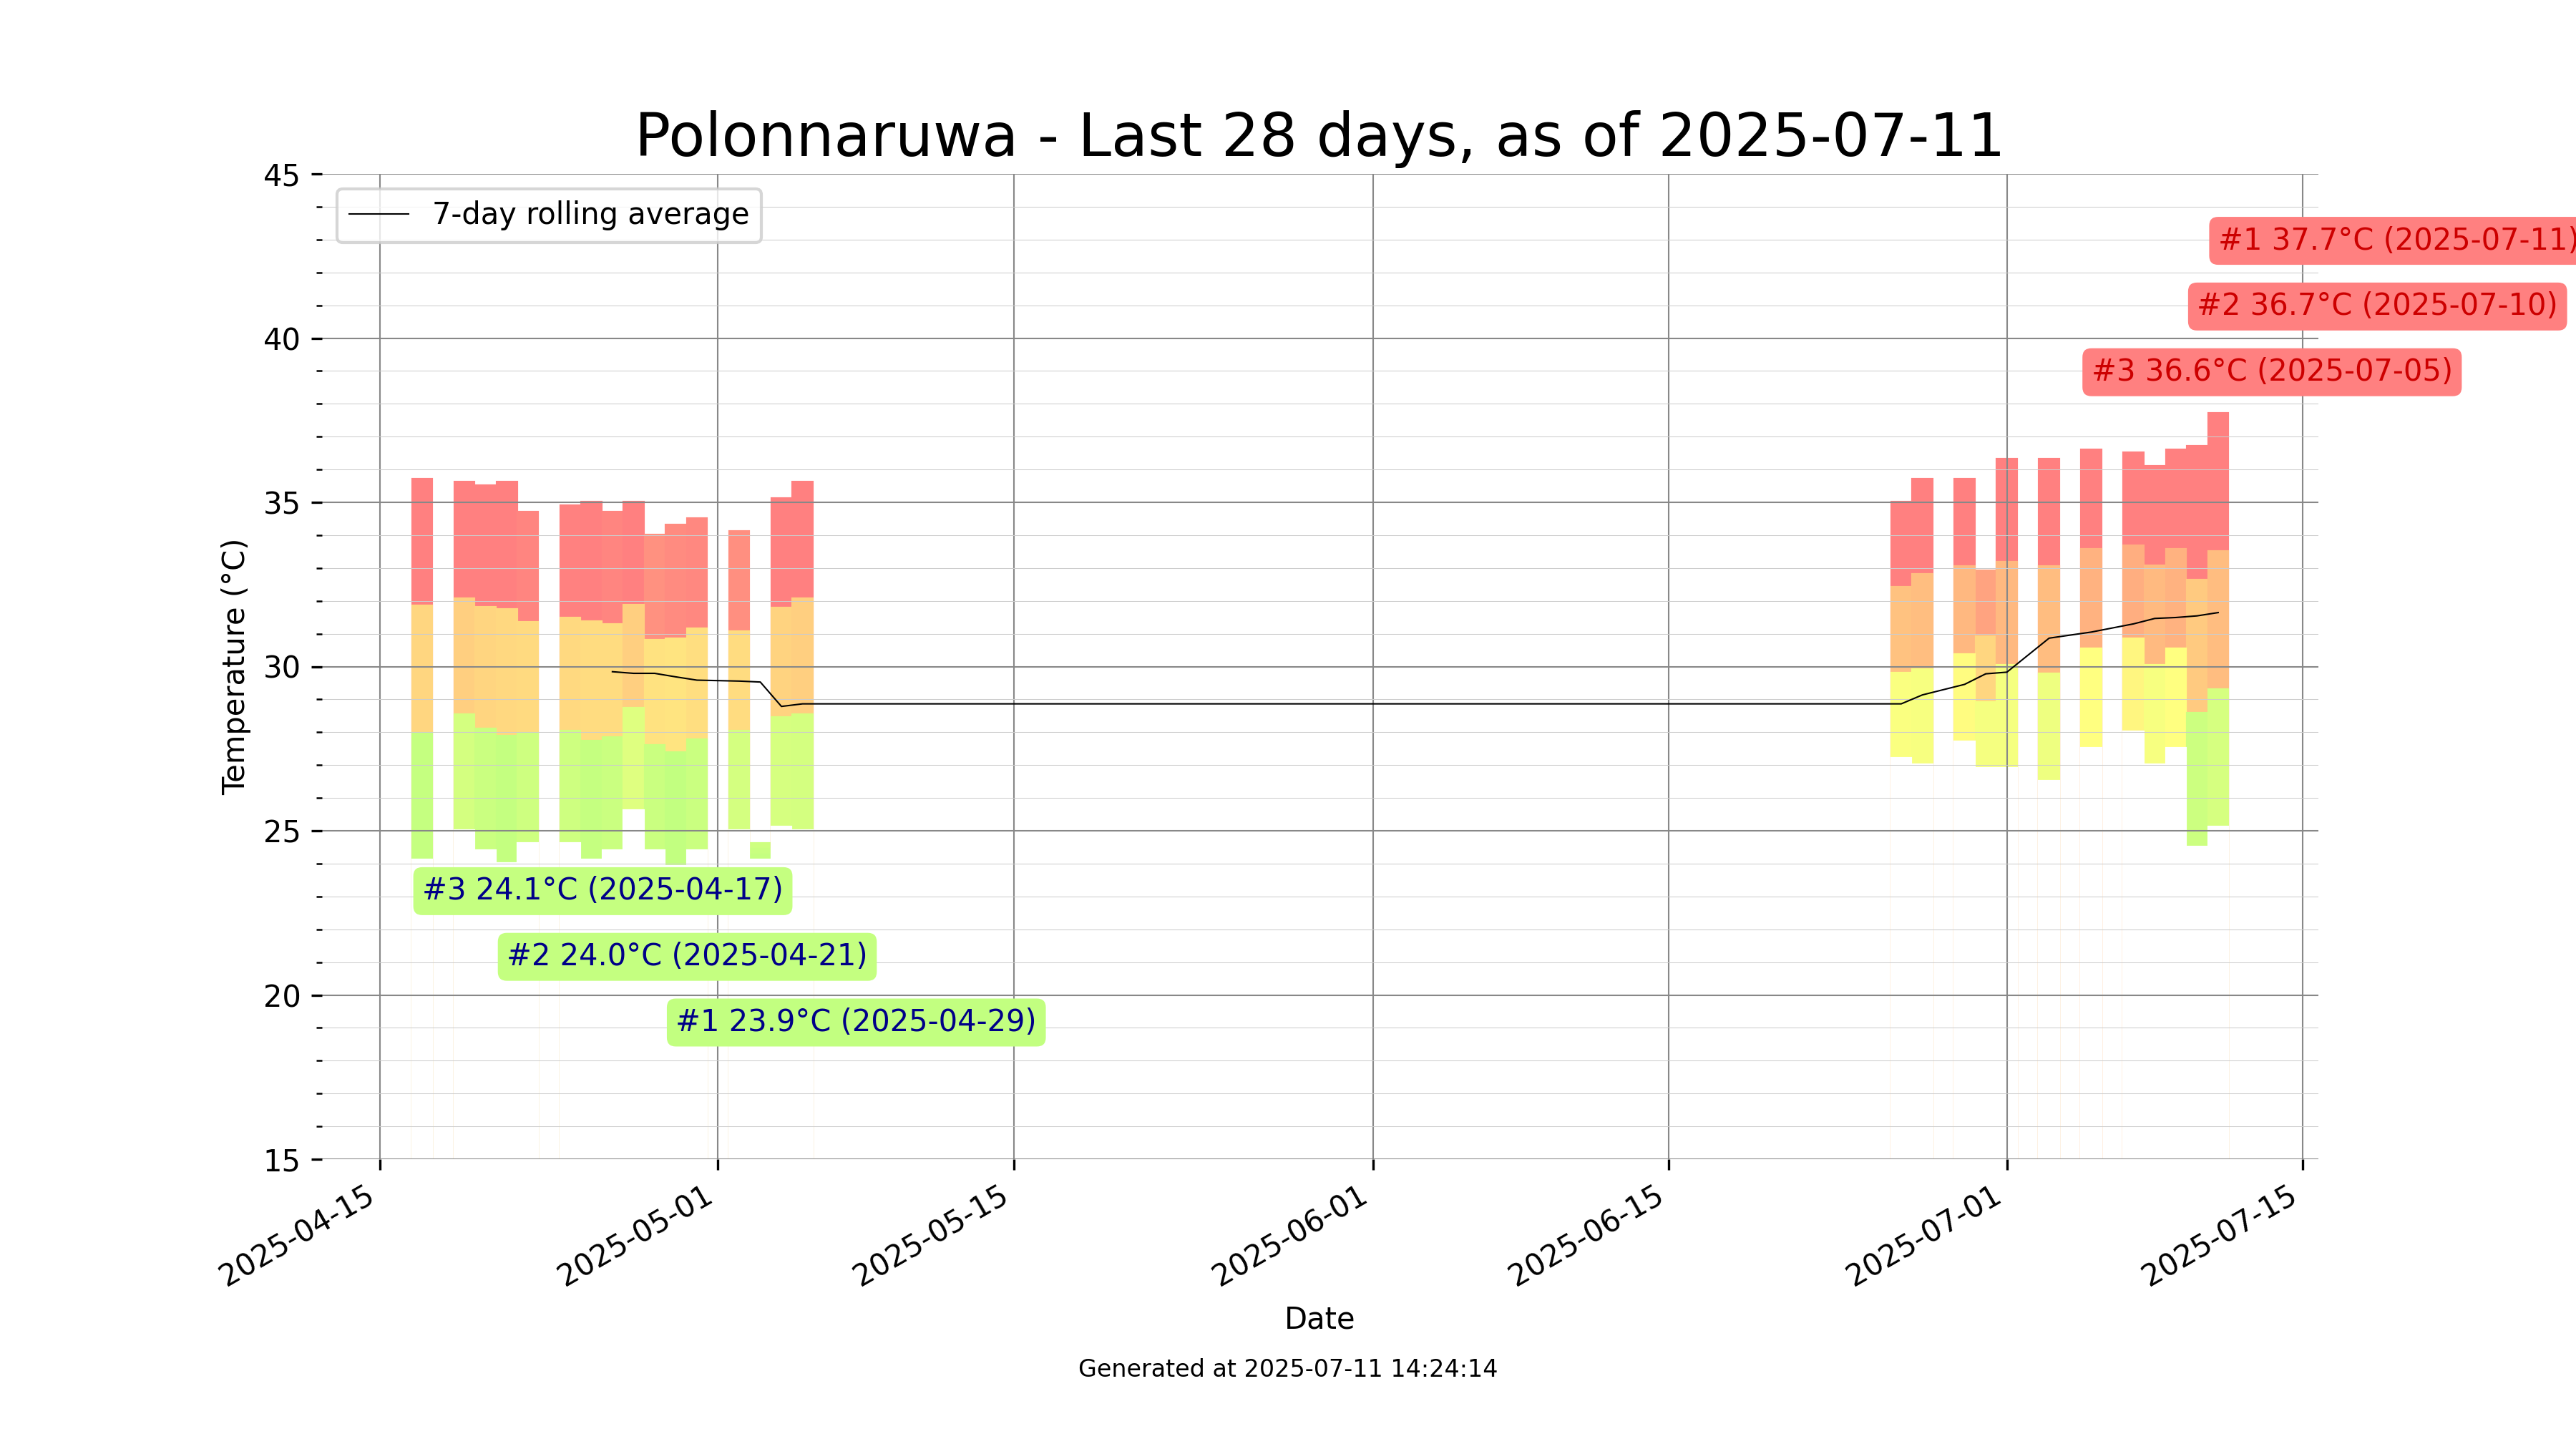 Polonnaruwa - Last 28 days, as of 2025-07-11
45
7-day rolling average
#1 37.7°C (2025-07-11)
#2 36.7°C (2025-07-10)
40
#3 36.6°C (2025-07-05)
35
Temperature (°C)
30
25
#3 24.1°C (2025-04-17)
#2 24.0°C (2025-04-21)
20
#1 23.9°C (2025-04-29)
15
2025-04-15
2025-05-01
2025-05-15
2025-06-01
2025-06-15
2025-07-01
2025-07-15
Date
Generated at 2025-07-11 14:24:14